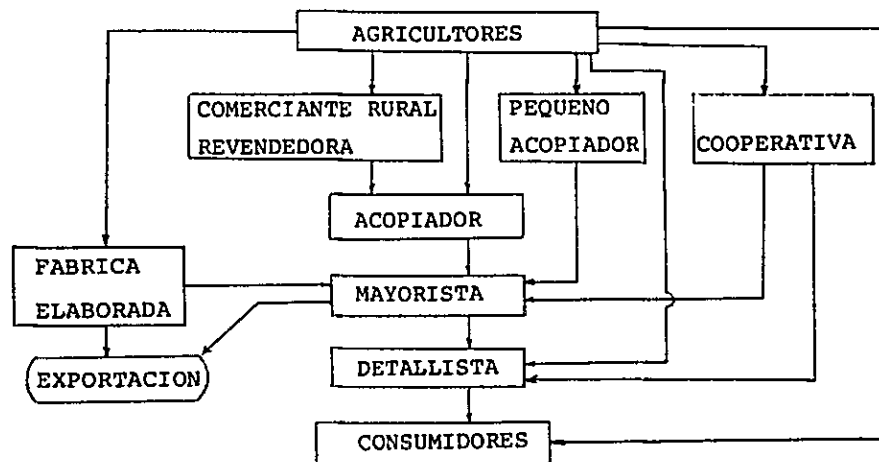 AGRICULTORES
COMERCIANTE RURAL
REVENDEDORA
PEQUENO
ACOPIADOR
COOPERATIVA
ACOPIADOR
FABRICA
ELABORADA
MAYORISTA
DETALLISTA
EXPORTACION
CONSUMIDORES